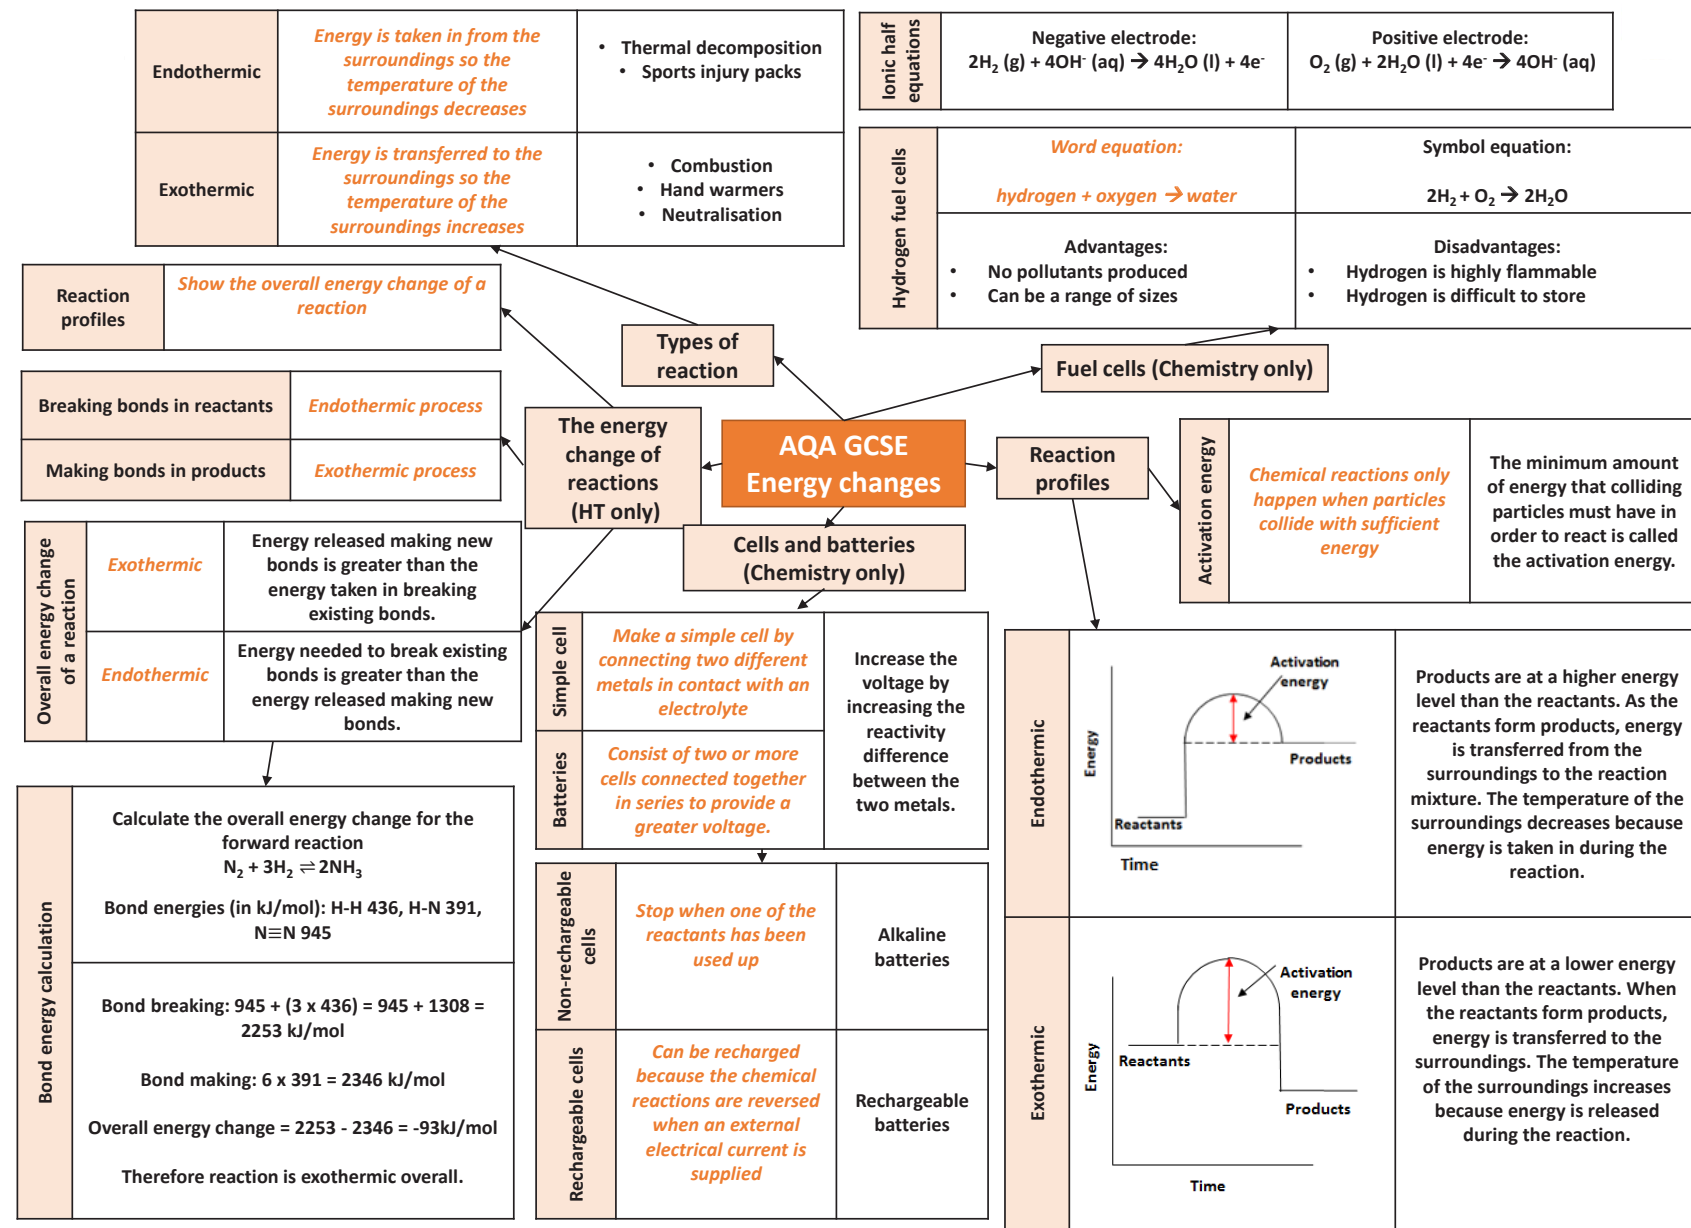 Endothermic
Energy is taken in from the
surroundings so the
temperature of the
surroundings decreases
• Thermal decomposition
• Sports injury packs
Exothermic
Energy is transferred to the
surroundings so the
temperature of the
surroundings increases
• Combustion
• Hand warmers
• Neutralisation
Ionic half
equations
Negative electrode:
2H₂ (g) + 4OH⁻ (aq) → 4H₂O (l) + 4e⁻
Positive electrode:
O₂ (g) + 2H₂O (l) + 4e⁻ → 4OH⁻ (aq)
Hydrogen fuel cells
Word equation:
hydrogen + oxygen → water
Symbol equation:
2H₂ + O₂ → 2H₂O
Advantages:
• No pollutants produced
• Can be a range of sizes
Disadvantages:
• Hydrogen is highly flammable
• Hydrogen is difficult to store
Reaction
profiles
Show the overall energy change of a
reaction
Types of
reaction
Fuel cells (Chemistry only)
Breaking bonds in reactants
Endothermic process
Making bonds in products
Exothermic process
The energy
change of
reactions
(HT only)
AQA GCSE
Energy changes
Reaction
profiles
Activation energy
Chemical reactions only
happen when particles
collide with sufficient
energy
The minimum amount
of energy that colliding
particles must have in
order to react is called
the activation energy.
Cells and batteries
(Chemistry only)
Overall energy change
of a reaction
Exothermic
Energy released making new
bonds is greater than the
energy taken in breaking
existing bonds.
Endothermic
Energy needed to break existing
bonds is greater than the
energy released making new
bonds.
Simple cell
Make a simple cell by
connecting two different
metals in contact with an
electrolyte
Batteries
Consist of two or more
cells connected together
in series to provide a
greater voltage.
Increase the
voltage by
increasing the
reactivity
difference
between the
two metals.
Endothermic
Energy
Activation
energy
Products
Reactants
Time
Products are at a higher energy
level than the reactants. As the
reactants form products, energy
is transferred from the
surroundings to the reaction
mixture. The temperature of the
surroundings decreases because
energy is taken in during the
reaction.
Bond energy calculation
Calculate the overall energy change for the
forward reaction
N₂ + 3H₂ ⇌ 2NH₃
Bond energies (in kJ/mol): H-H 436, H-N 391,
N≡N 945
Bond breaking: 945 + (3 x 436) = 945 + 1308 =
2253 kJ/mol
Bond making: 6 x 391 = 2346 kJ/mol
Overall energy change = 2253 - 2346 = -93kJ/mol
Therefore reaction is exothermic overall.
Non-rechargeable
cells
Stop when one of the
reactants has been
used up
Alkaline
batteries
Rechargeable cells
Can be recharged
because the chemical
reactions are reversed
when an external
electrical current is
supplied
Rechargeable
batteries
Exothermic
Energy
Activation
energy
Reactants
Products
Time
Products are at a lower energy
level than the reactants. When
the reactants form products,
energy is transferred to the
surroundings. The temperature
of the surroundings increases
because energy is released
during the reaction.